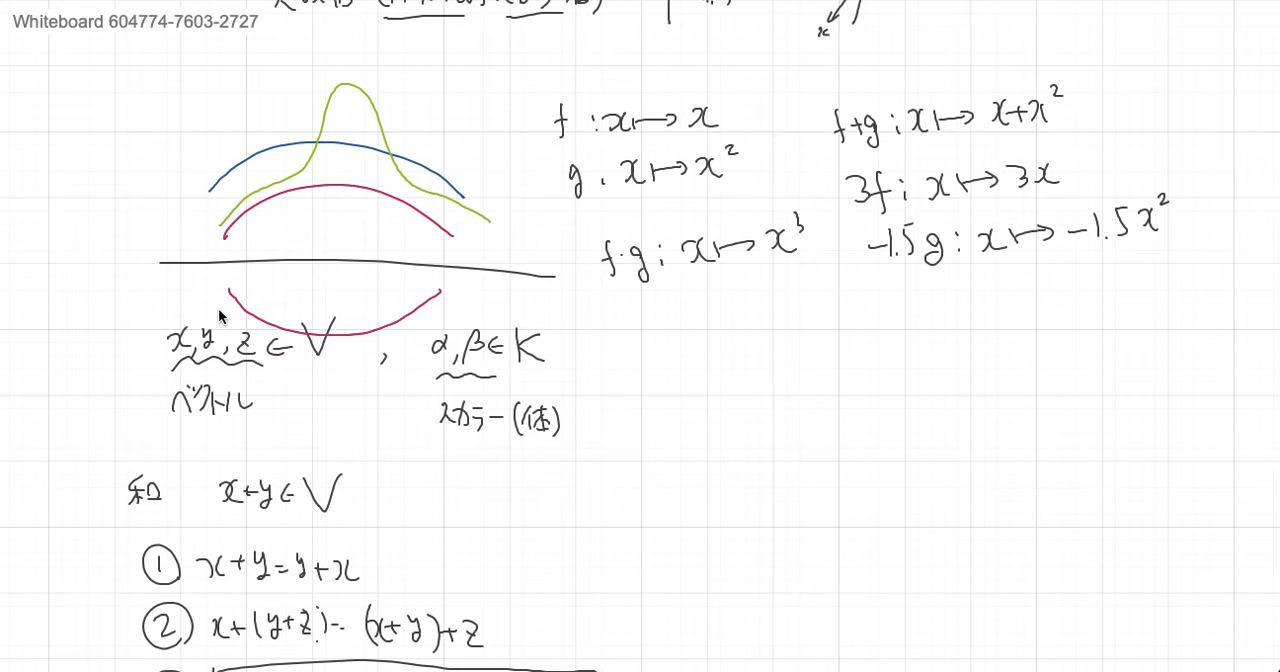 Whiteboard 604774-7603-2727
f : x ↦ x
g : x ↦ x²
f·g : x ↦ x³
f+g : x ↦ x+x²
3f : x ↦ 3x
-1.5g : x ↦ -1.5x²
x, y, z ∈ V , α, β ∈ K
ベクトル スカラー(体)
和 x+y ∈ V
① x+y=y+x
② x+(y+z)= (x+y)+z